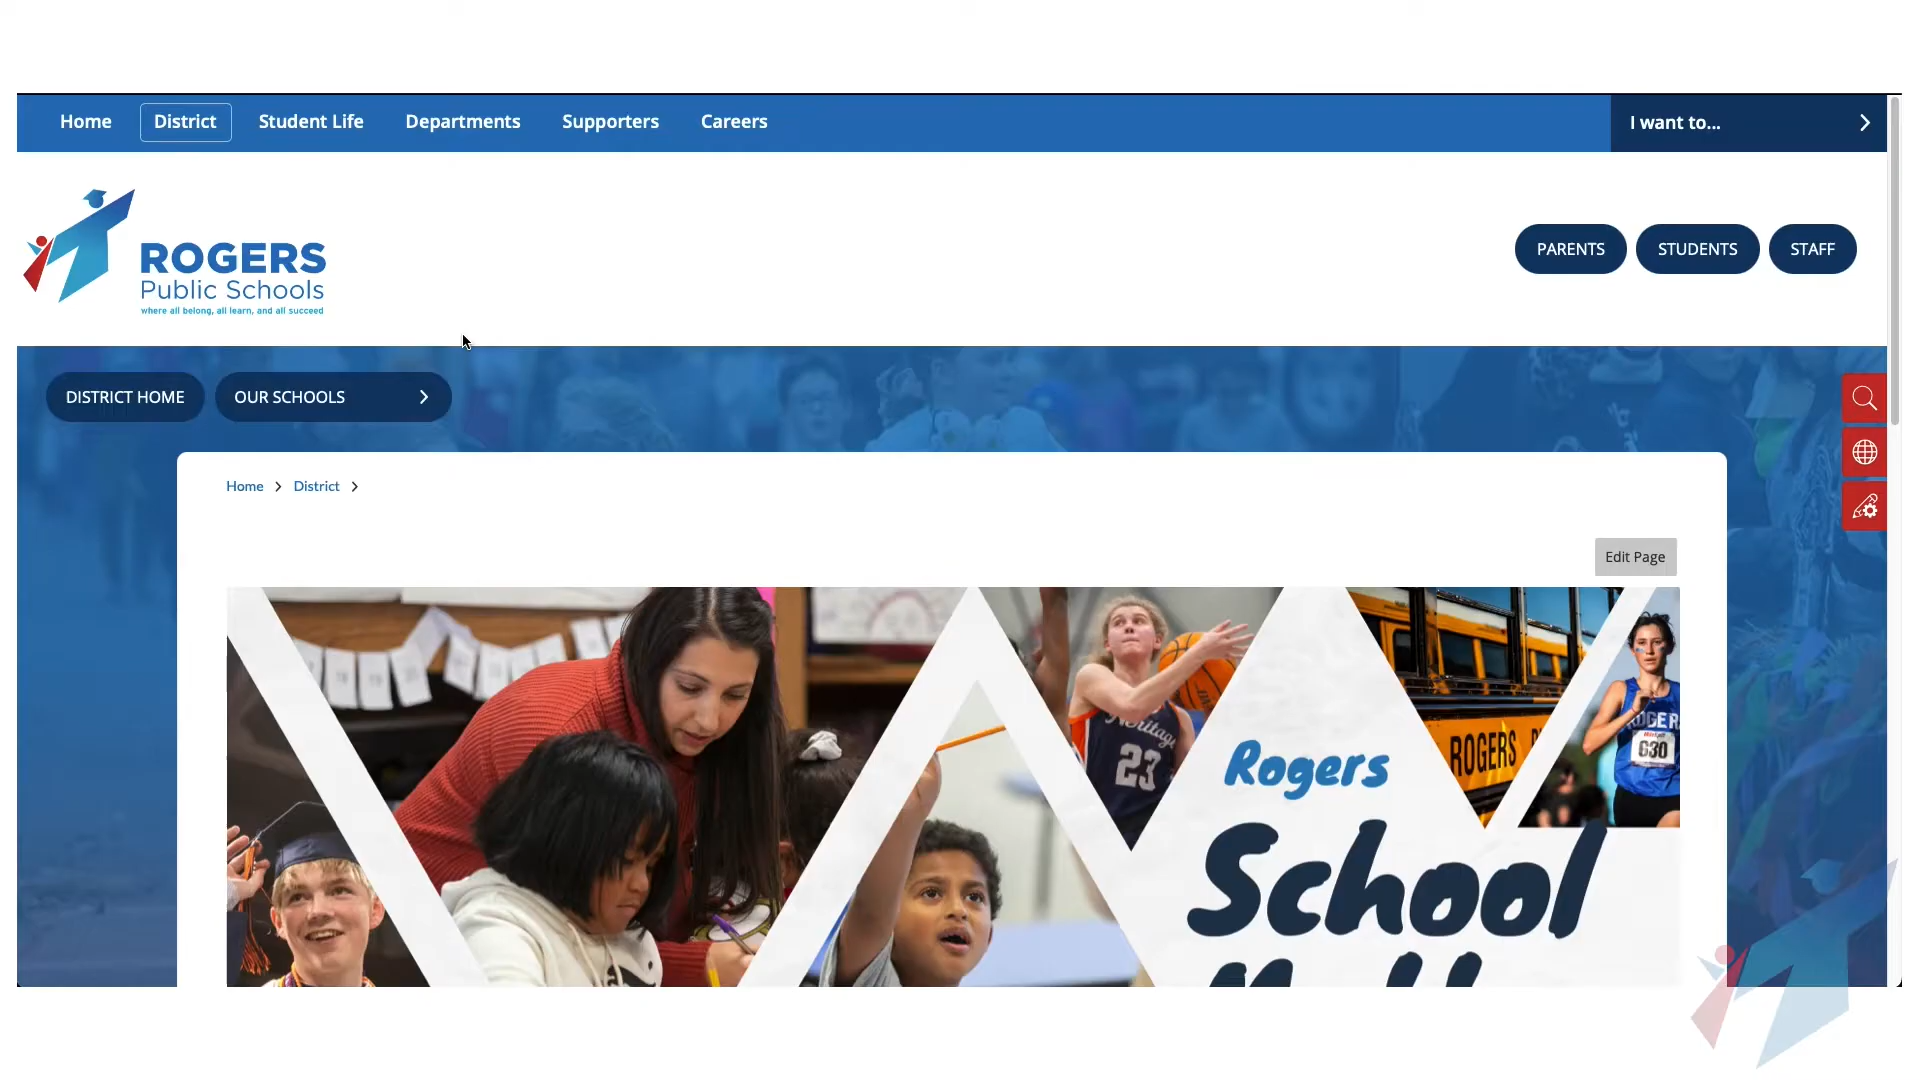 Home District Student Life Departments Supporters Careers I want to...
ROGERS
Public Schools
where all belong, all learn, and all succeed
PARENTS STUDENTS STAFF
DISTRICT HOME OUR SCHOOLS
Home District
Edit Page
Heritage
23
ROGERS
ROGER
630
Rogers
School